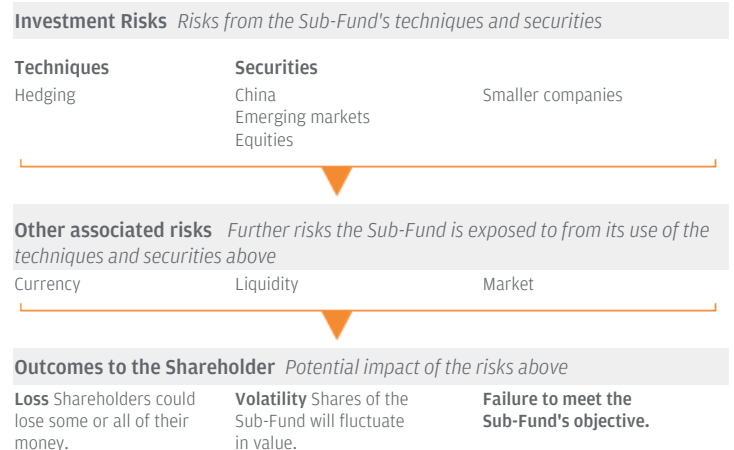 Investment Risks Risks from the Sub-Fund's techniques and securities
Techniques Securities
Hedging China Smaller companies
Emerging markets
Equities
Other associated risks Further risks the Sub-Fund is exposed to from its use of the
techniques and securities above
Currency Liquidity Market
Outcomes to the Shareholder Potential impact of the risks above
Loss Shareholders could
lose some or all of their
money.
Volatility Shares of the
Sub-Fund will fluctuate
in value.
Failure to meet the
Sub-Fund's objective.